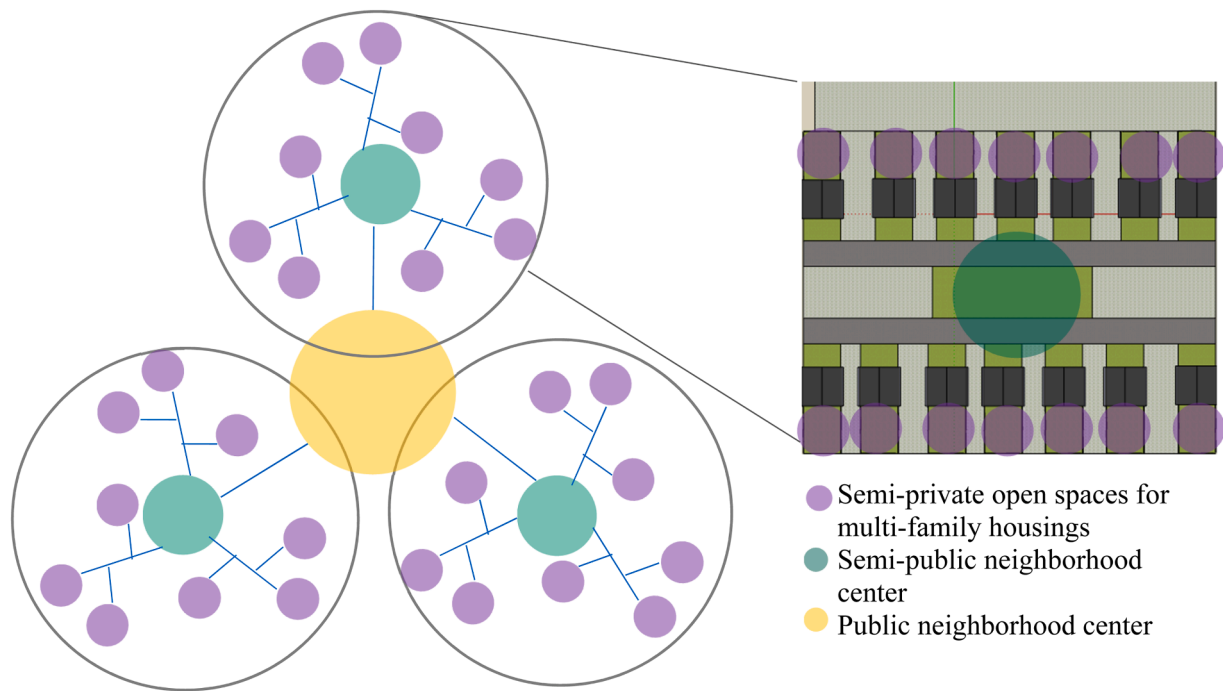 Semi-private open spaces for
multi-family housings
Semi-public neighborhood
center
Public neighborhood center